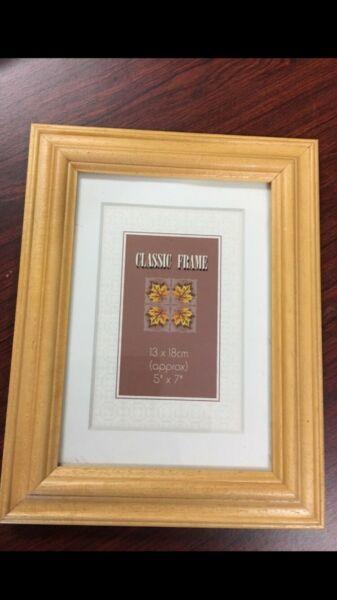 CLASSIC FRAME
13 x 18cm
(approx)
5" x 7"